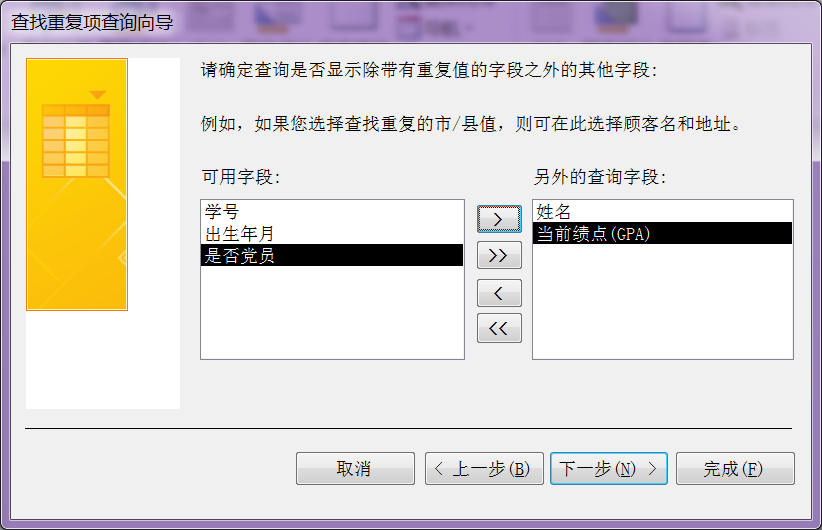 查找重复项查询向导
请确定查询是否显示除带有重复值的字段之外的其他字段:
例如，如果您选择查找重复的市/县值，则可在此选择顾客名和地址。
可用字段:
另外的查询字段:
学号
出生年月
是否党员
姓名
当前绩点(GPA)
>
>>
<
<<
取消
< 上一步(B)
下一步(N) >
完成(F)